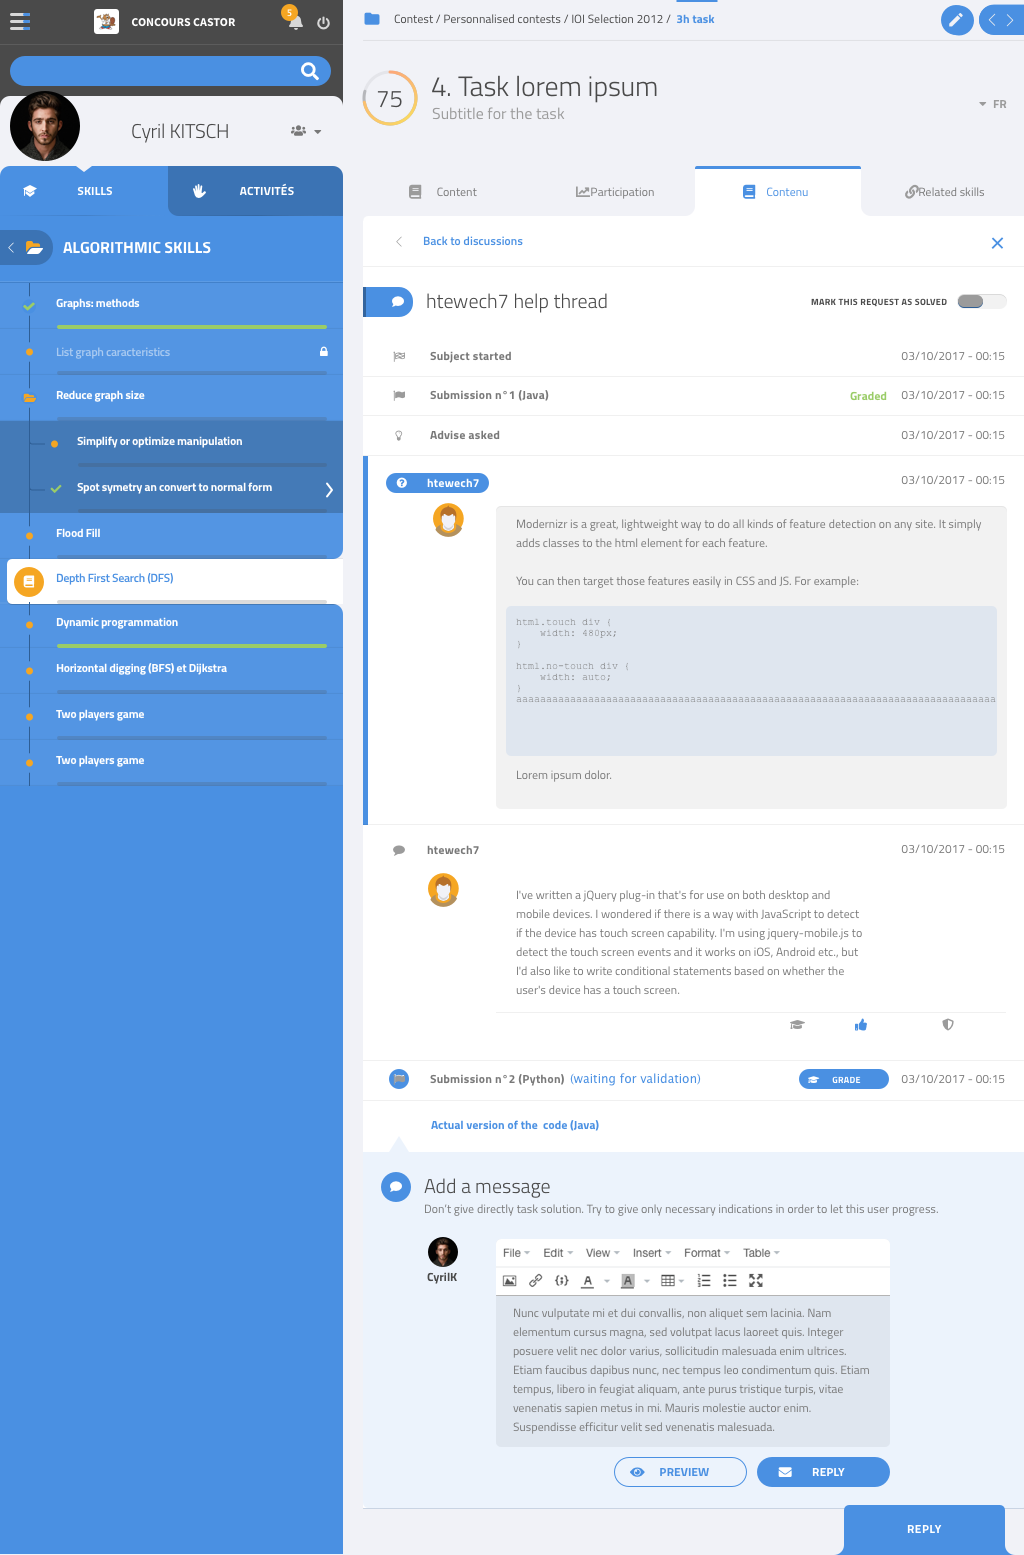 CONCOURS CASTOR
5
Cyril KITSCH
SKILLS
ACTIVITÉS
ALGORITHMIC SKILLS
Graphs: methods
List graph caracteristics
Reduce graph size
Simplify or optimize manipulation
Spot symetry an convert to normal form
Flood Fill
Depth First Search (DFS)
Dynamic programmation
Horizontal digging (BFS) et Dijkstra
Two players game
Two players game
Contest / Personnalised contests / IOI Selection 2012 / 3h task
75
4. Task lorem ipsum
Subtitle for the task
FR
Content
Participation
Contenu
Related skills
Back to discussions
htewech7 help thread
MARK THIS REQUEST AS SOLVED
Subject started
03/10/2017 - 00:15
Submission n°1 (Java)
Graded
03/10/2017 - 00:15
Advise asked
03/10/2017 - 00:15
htewech7
03/10/2017 - 00:15
Modernizr is a great, lightweight way to do all kinds of feature detection on any site. It simply
adds classes to the html element for each feature.
You can then target those features easily in CSS and JS. For example:
html.touch div {
width: 480px;
}
html.no-touch div {
width: auto;
}
aaaaaaaaaaaaaaaaaaaaaaaaaaaaaaaaaaaaaaaaaaaaaaaaaaaaaaaaaaaaaaaaaaaaaaaaaaaaaaaa
Lorem ipsum dolor.
htewech7
03/10/2017 - 00:15
I've written a jQuery plug-in that's for use on both desktop and
mobile devices. I wondered if there is a way with JavaScript to detect
if the device has touch screen capability. I'm using jquery-mobile.js to
detect the touch screen events and it works on iOS, Android etc., but
I'd also like to write conditional statements based on whether the
user's device has a touch screen.
Submission n°2 (Python) (waiting for validation)
GRADE
03/10/2017 - 00:15
Actual version of the code (Java)
Add a message
Don't give directly task solution. Try to give only necessary indications in order to let this user progress.
CyrilK
File Edit View Insert Format Table
A A
Nunc vulputate mi et dui convallis, non aliquet sem lacinia. Nam
elementum cursus magna, sed volutpat lacus laoreet quis. Integer
posuere velit nec dolor varius, sollicitudin malesuada enim ultrices.
Etiam faucibus dapibus nunc, nec tempus leo condimentum quis. Etiam
tempus, libero in feugiat aliquam, ante purus tristique turpis, vitae
venenatis sapien metus in mi. Mauris molestie auctor enim.
Suspendisse efficitur velit sed venenatis malesuada.
PREVIEW
REPLY
REPLY